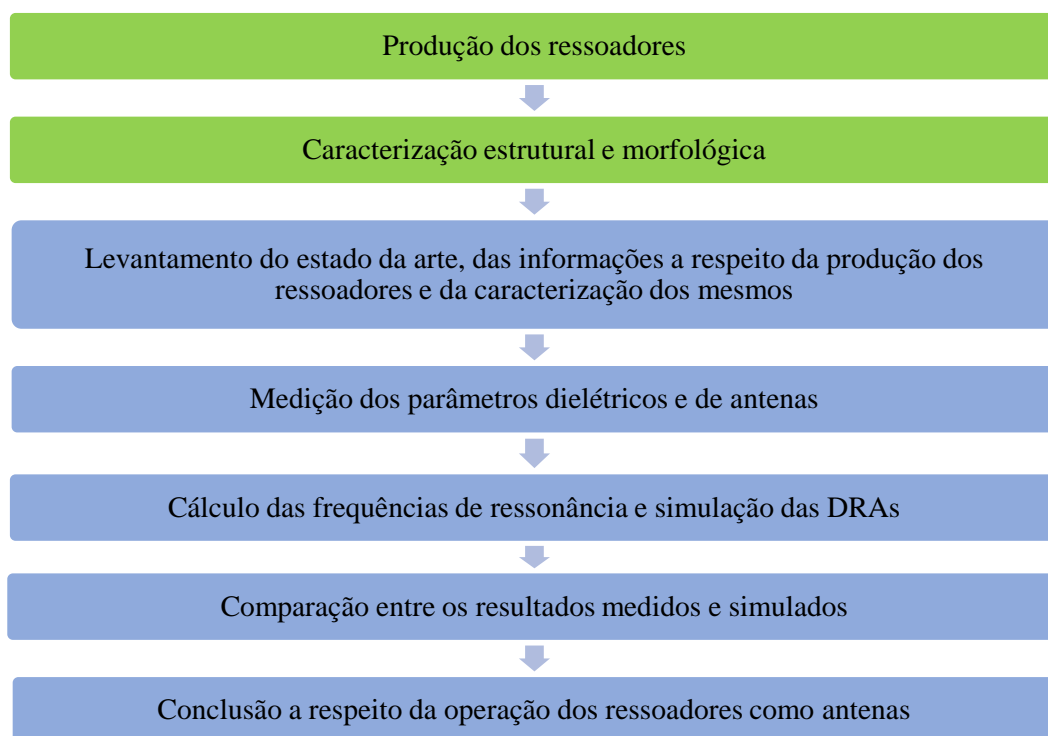 Produção dos ressoadores
Caracterização estrutural e morfológica
Levantamento do estado da arte, das informações a respeito da produção dos
ressoadores e da caracterização dos mesmos
Medição dos parâmetros dielétricos e de antenas
Cálculo das frequências de ressonância e simulação das DRAs
Comparação entre os resultados medidos e simulados
Conclusão a respeito da operação dos ressoadores como antenas